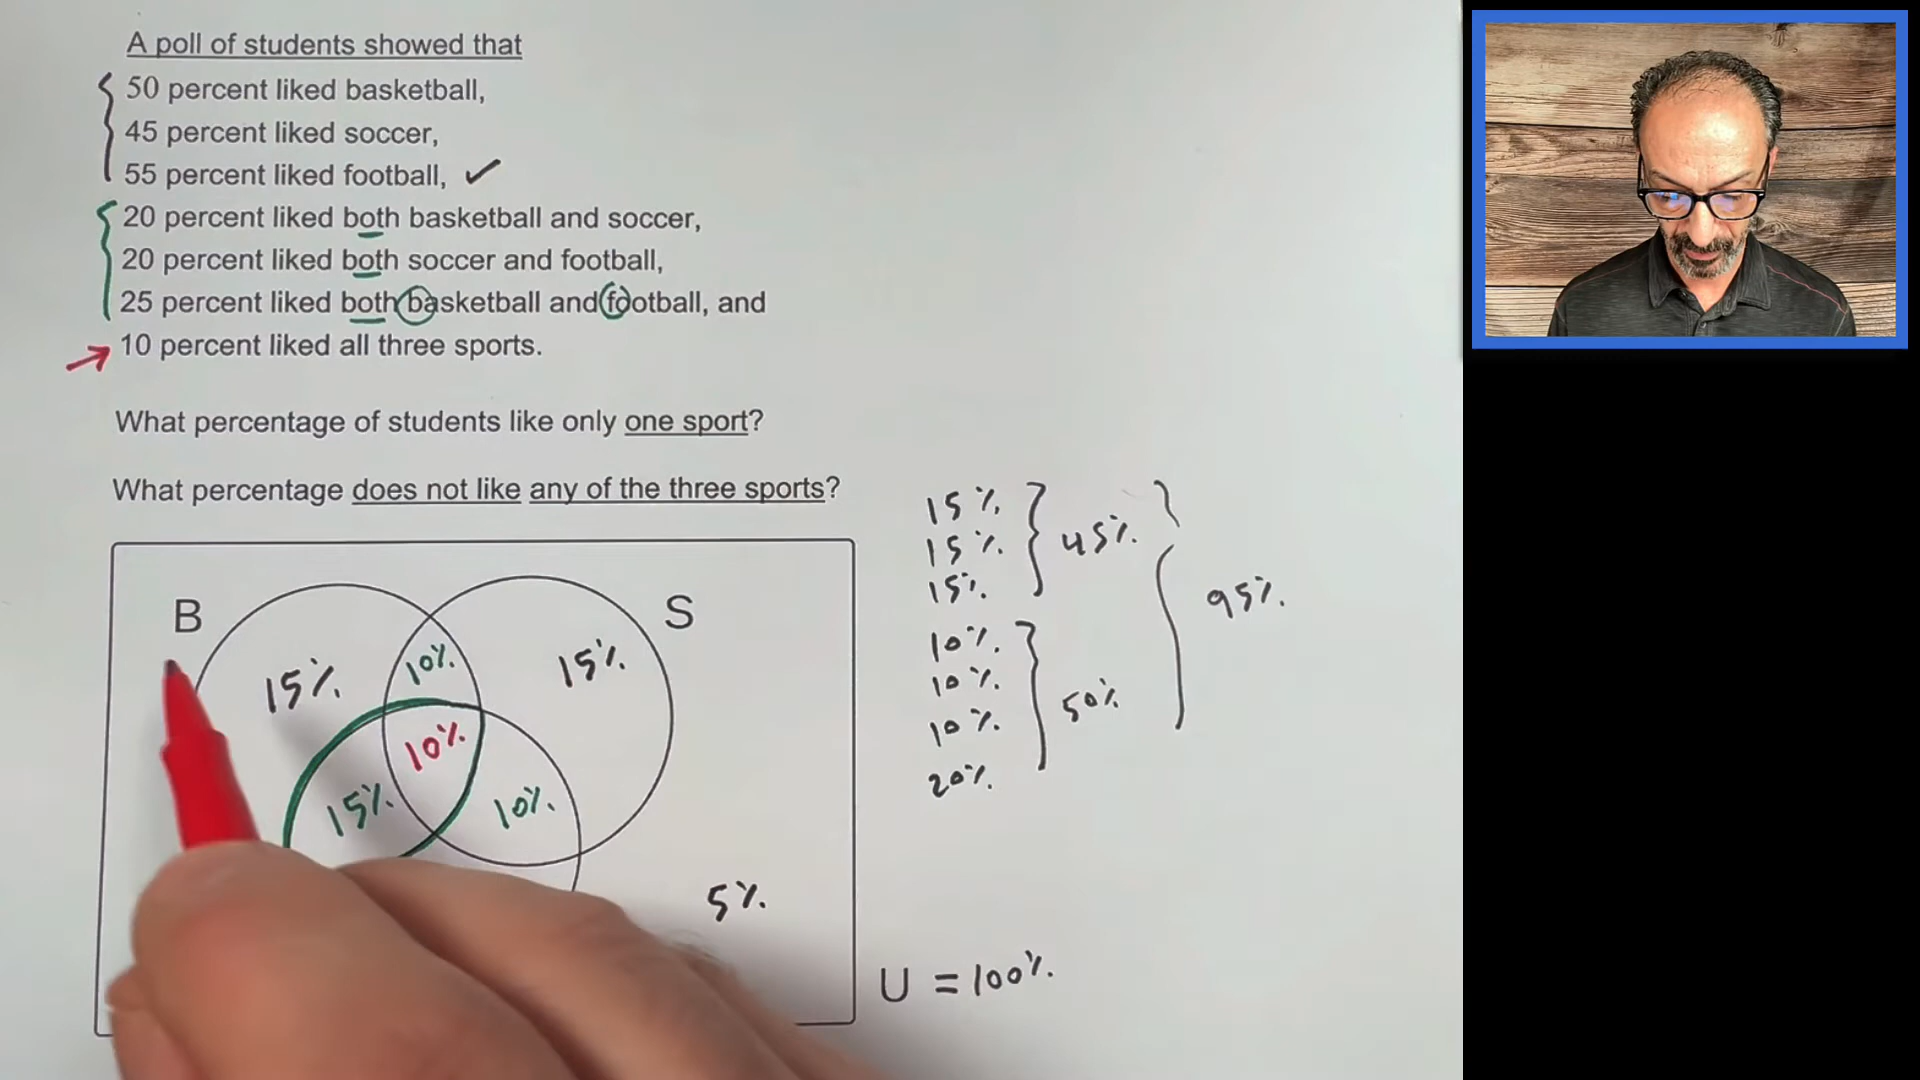 A poll of students showed that
50 percent liked basketball,
45 percent liked soccer,
55 percent liked football,
20 percent liked both basketball and soccer,
20 percent liked both soccer and football,
25 percent liked both basketball and football, and
10 percent liked all three sports.
What percentage of students like only one sport?
What percentage does not like any of the three sports?
B
S
15%
10%
15%
10%
15%
10%
5%
U = 100%
15%
15%
15%
45%
10%
10%
10%
20%
50%
95%